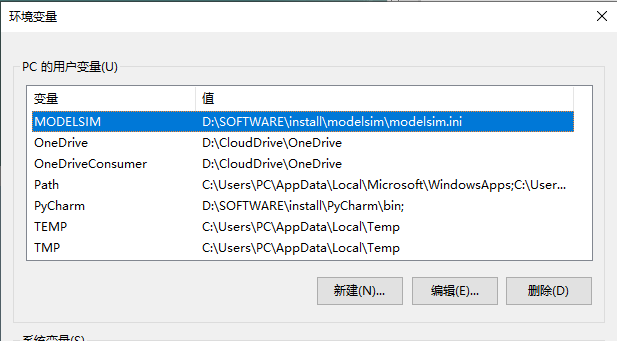 环境变量
PC 的用户变量(U)
变量 值
MODELSIM D:\SOFTWARE\install\modelsim\modelsim.ini
OneDrive D:\CloudDrive\OneDrive
OneDriveConsumer D:\CloudDrive\OneDrive
Path C:\Users\PC\AppData\Local\Microsoft\WindowsApps;C:\User...
PyCharm D:\SOFTWARE\install\PyCharm\bin;
TEMP C:\Users\PC\AppData\Local\Temp
TMP C:\Users\PC\AppData\Local\Temp
新建(N)... 编辑(E)... 删除(D)
系统变量(S)